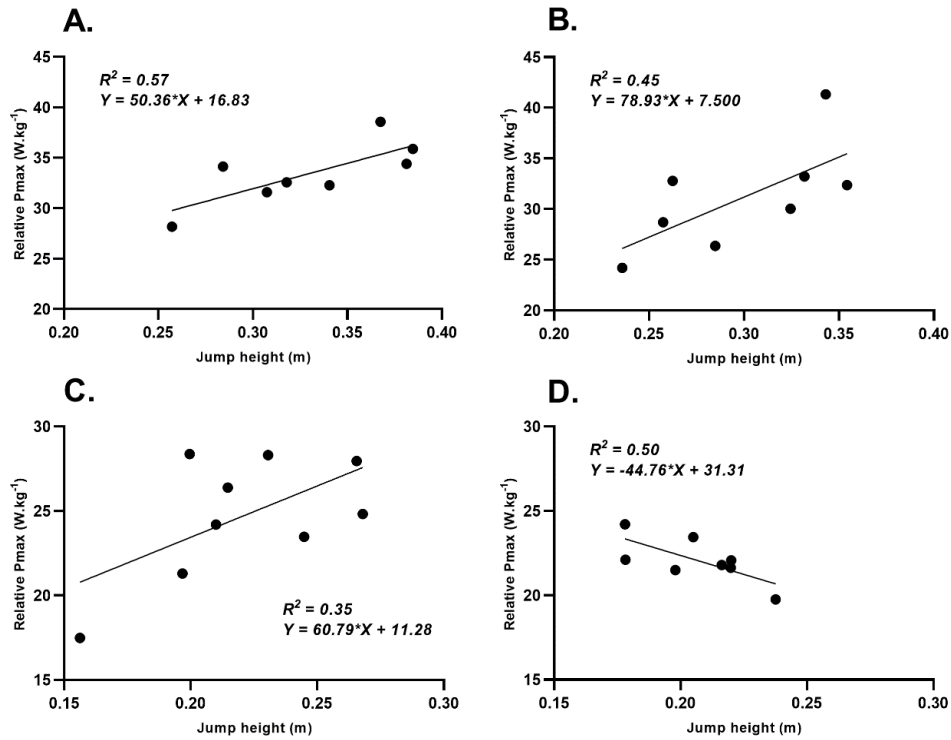 A.
R² = 0.57
Y = 50.36*X + 16.83
Relative Pmax (W.kg⁻¹)
45
40
35
30
25
20
0.20 0.25 0.30 0.35 0.40
Jump height (m)
B.
R² = 0.45
Y = 78.93*X + 7.500
Relative Pmax (W.kg⁻¹)
45
40
35
30
25
20
0.20 0.25 0.30 0.35 0.40
Jump height (m)
C.
Relative Pmax (W.kg⁻¹)
30
25
20
15
R² = 0.35
Y = 60.79*X + 11.28
0.15 0.20 0.25 0.30
Jump height (m)
D.
R² = 0.50
Y = -44.76*X + 31.31
Relative Pmax (W.kg⁻¹)
30
25
20
15
0.15 0.20 0.25 0.30
Jump height (m)